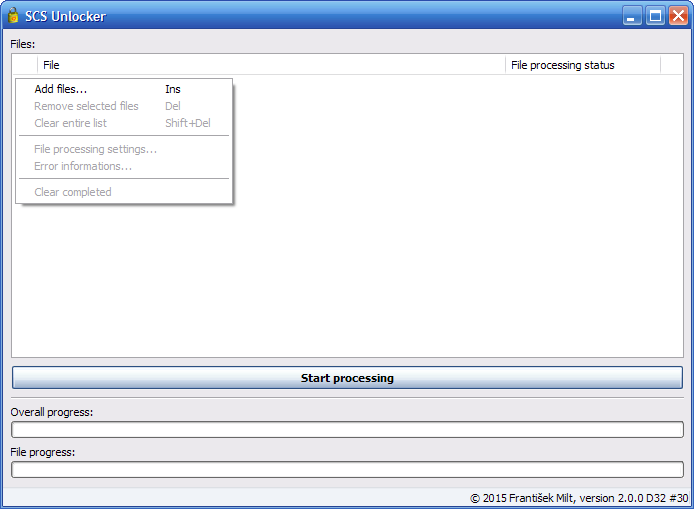 SCS Unlocker
Files:
File File processing status
Add files... Ins
Remove selected files Del
Clear entire list Shift+Del
File processing settings...
Error informations...
Clear completed
Start processing
Overall progress:
File progress:
© 2015 František Milt, version 2.0.0 D32 #30